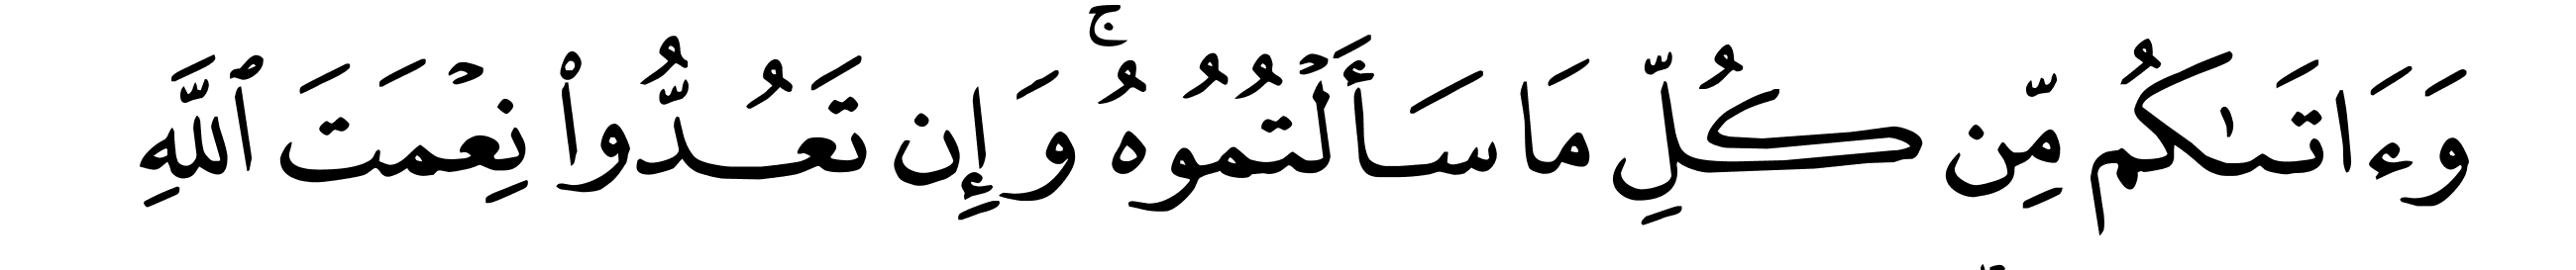 وَءَاتَىٰكُم مِّن كُلِّ مَا سَأَلۡتُمُوهُۚ وَإِن تَعُدُّواْ نِعۡمَتَ ٱللَّهِ